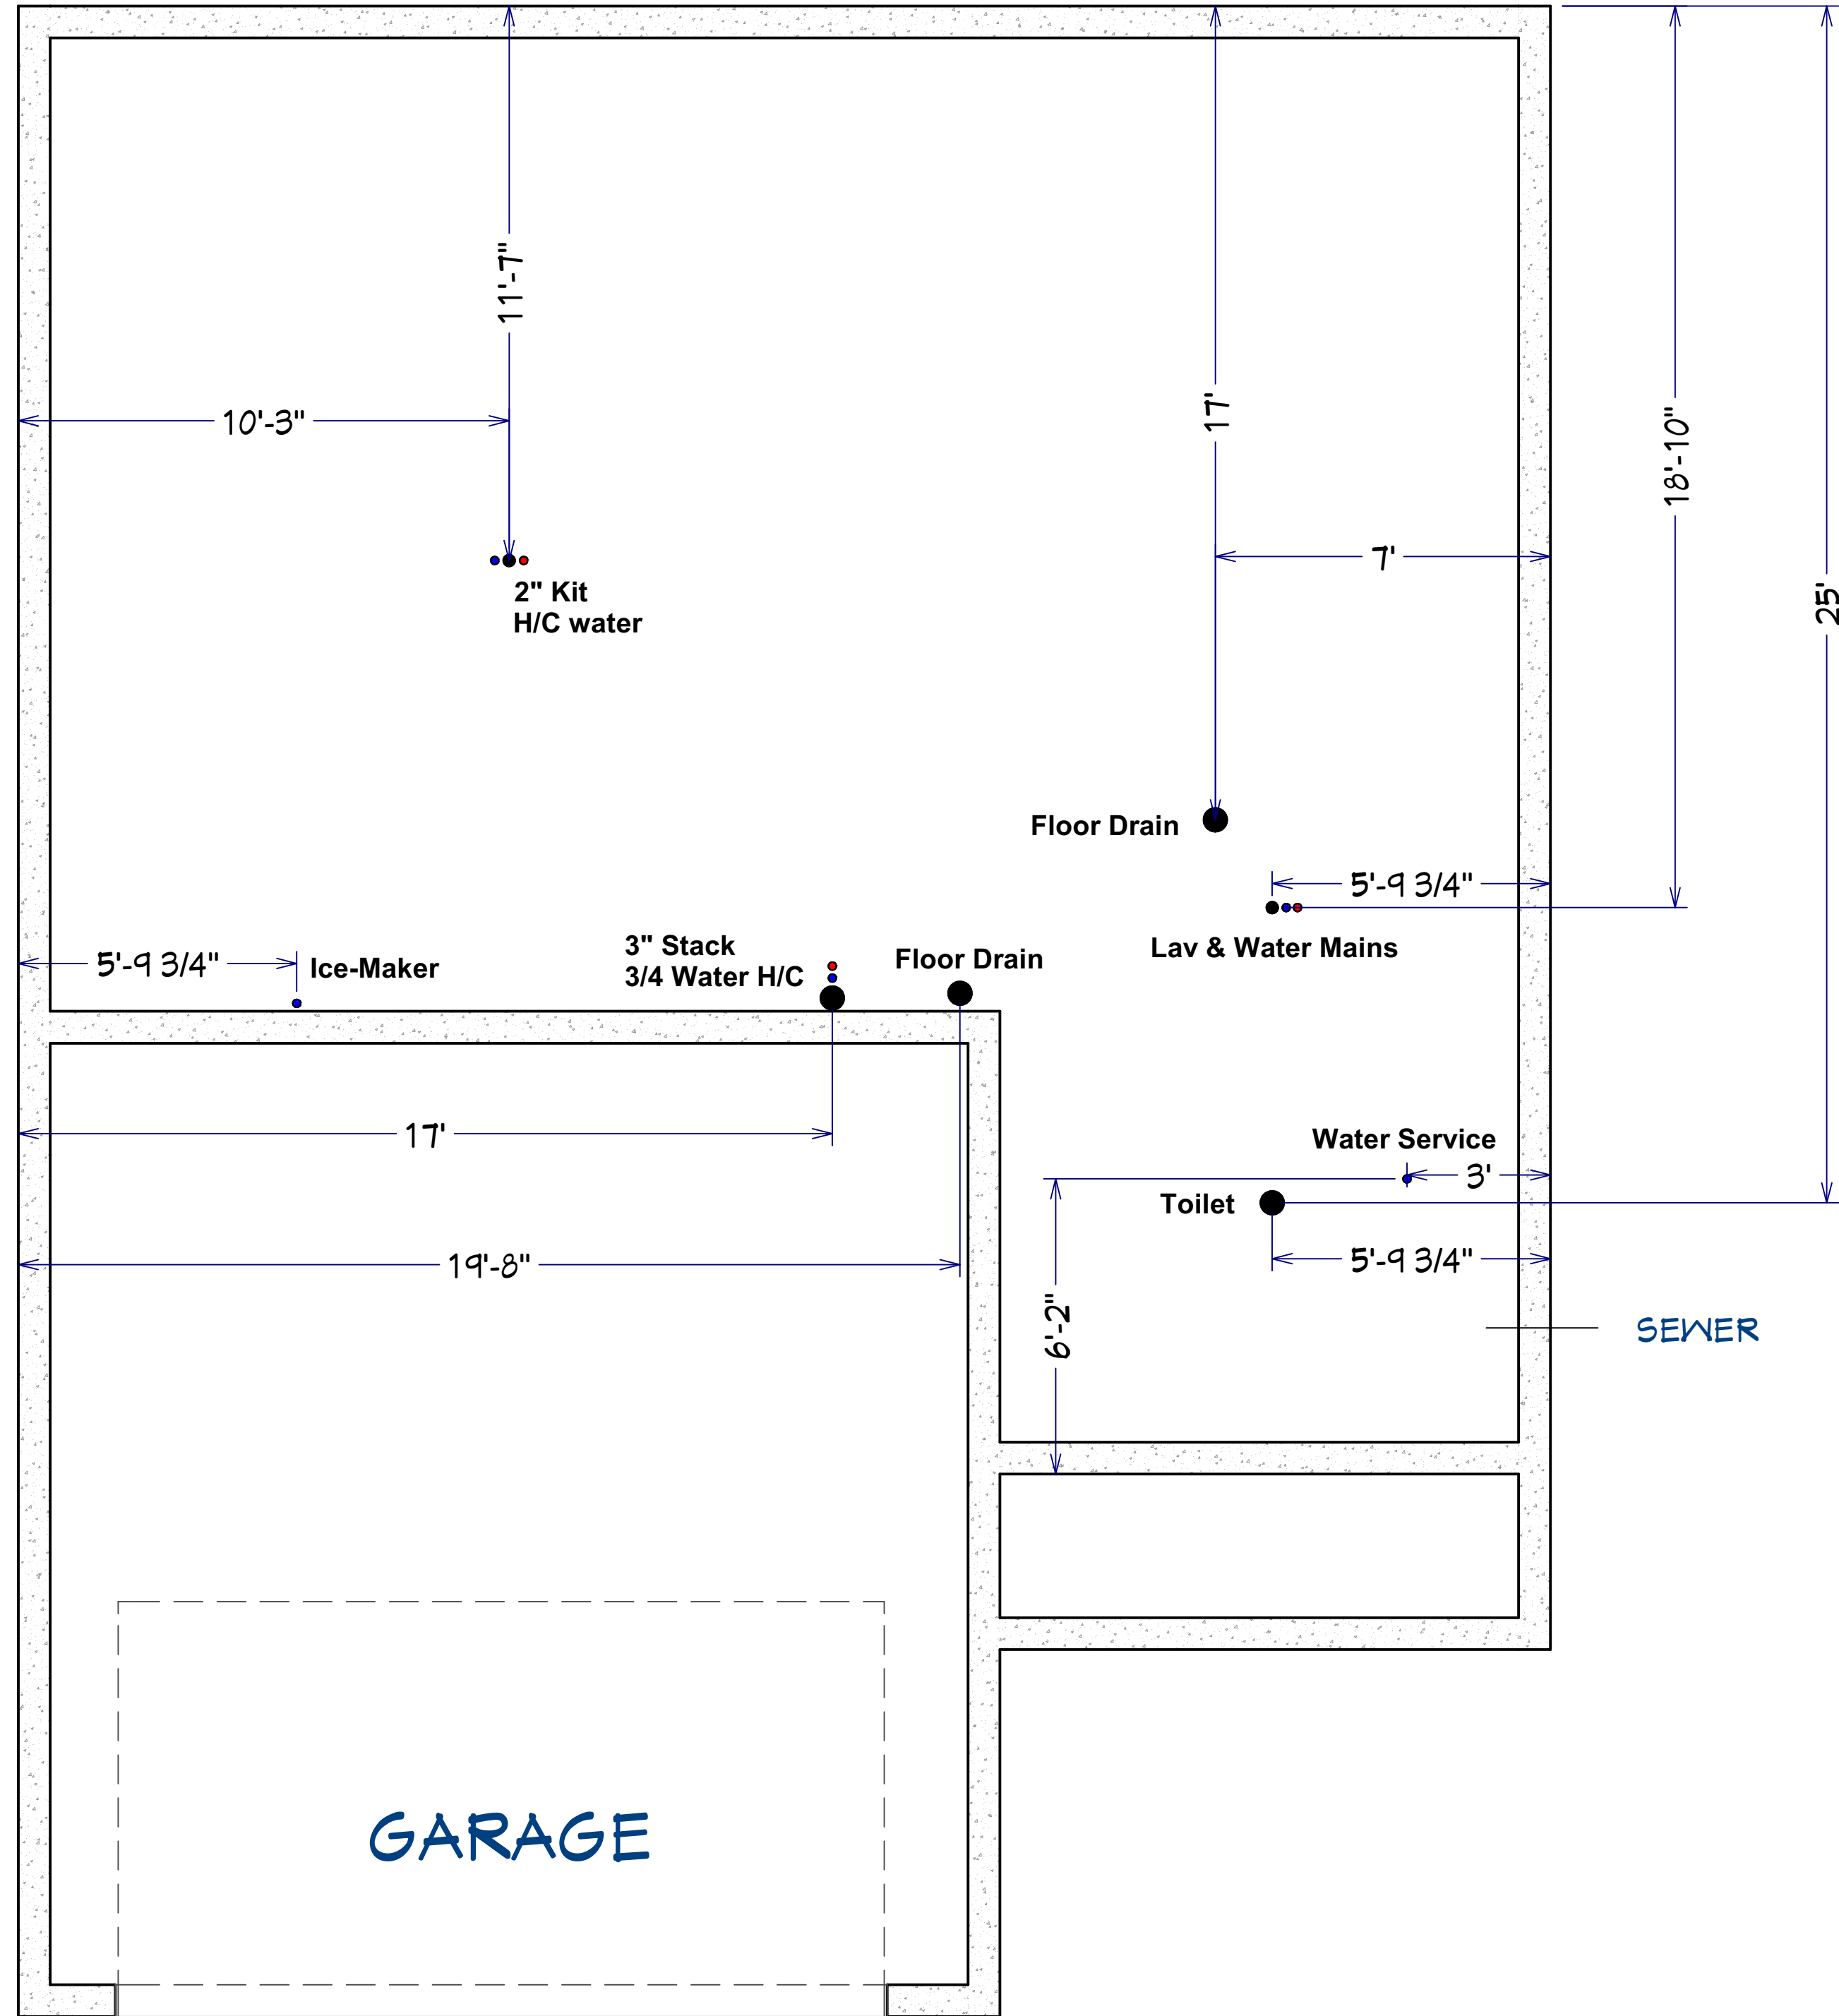 11'-7"
10'-3"
17'
18'-10"
7'
25'
2" Kit
H/C water
Floor Drain
5'-9 3/4"
Lav & Water Mains
5'-9 3/4"
Ice-Maker
3" Stack
3/4 Water H/C
Floor Drain
17'
Water Service
3'
Toilet
19'-8"
5'-9 3/4"
6'-2"
SEWER
GARAGE